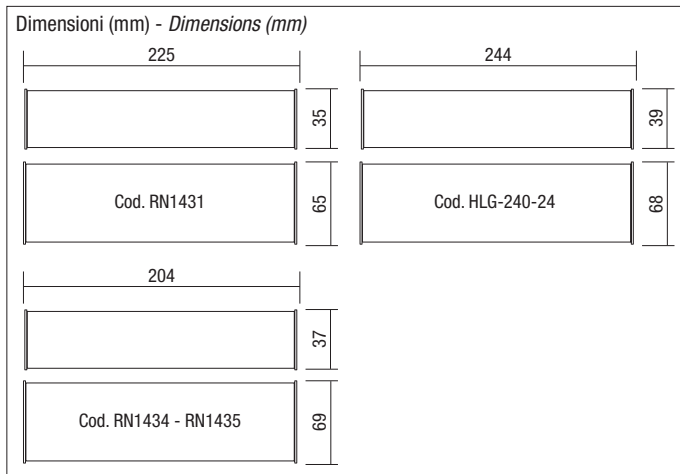 Dimensioni (mm) - Dimensions (mm)
225
35
Cod. RN1431
65
244
39
Cod. HLG-240-24
68
204
37
Cod. RN1434 - RN1435
69